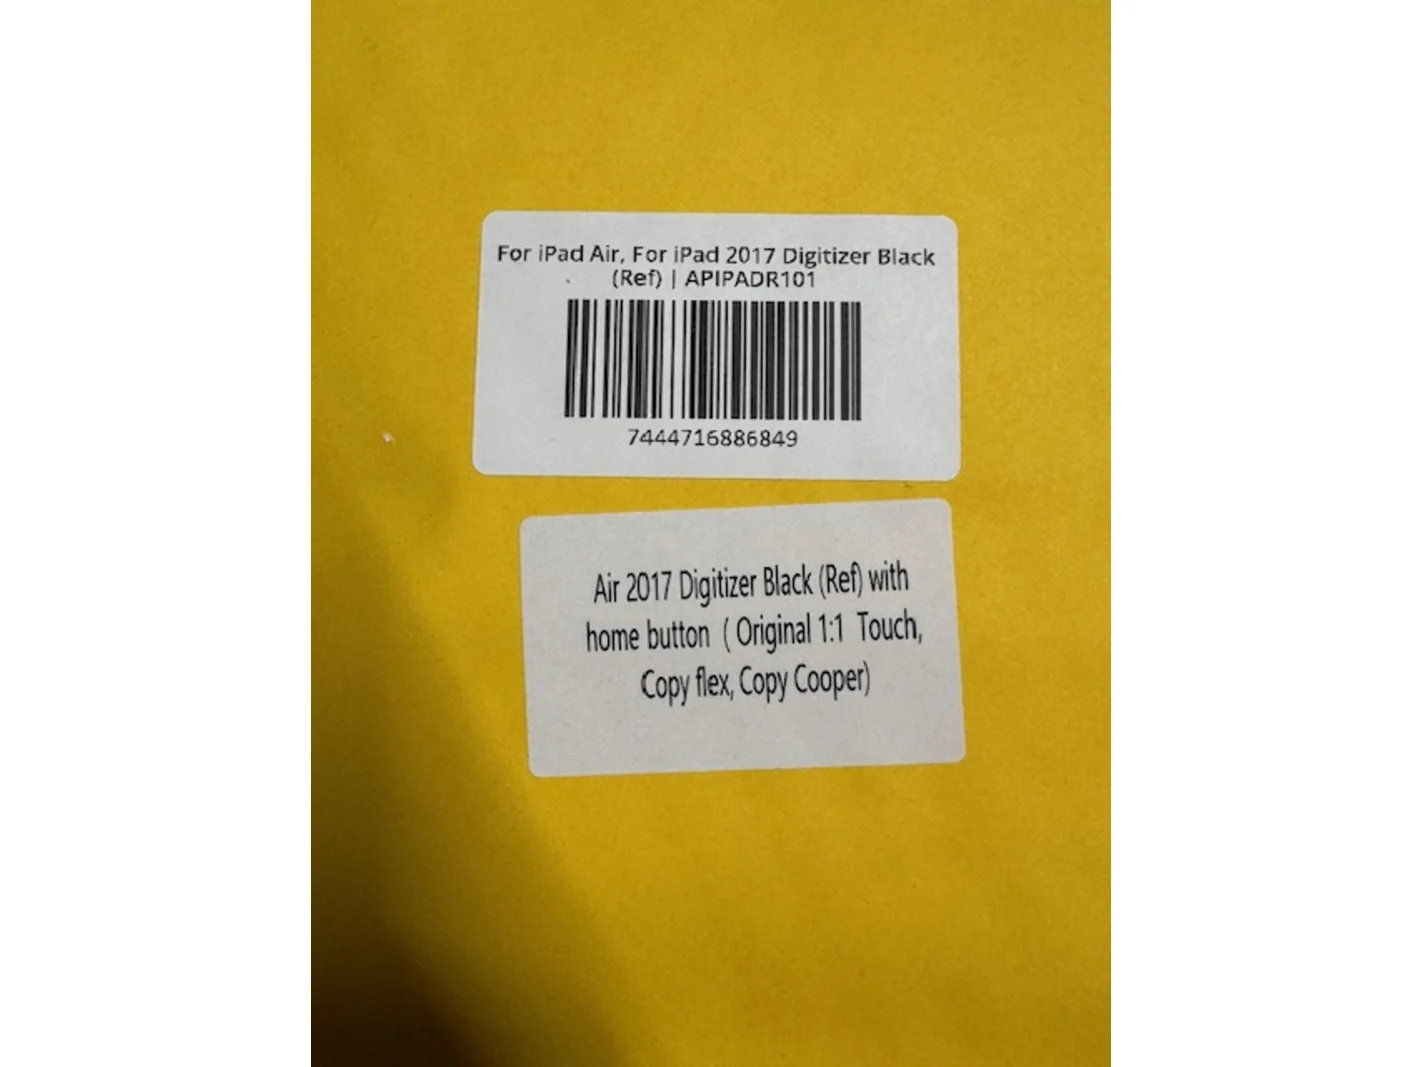 For iPad Air, For iPad 2017 Digitizer Black
(Ref) | APIPADR101
7444716886849
Air 2017 Digitizer Black (Ref) with
home button ( Original 1:1 Touch,
Copy flex, Copy Cooper)